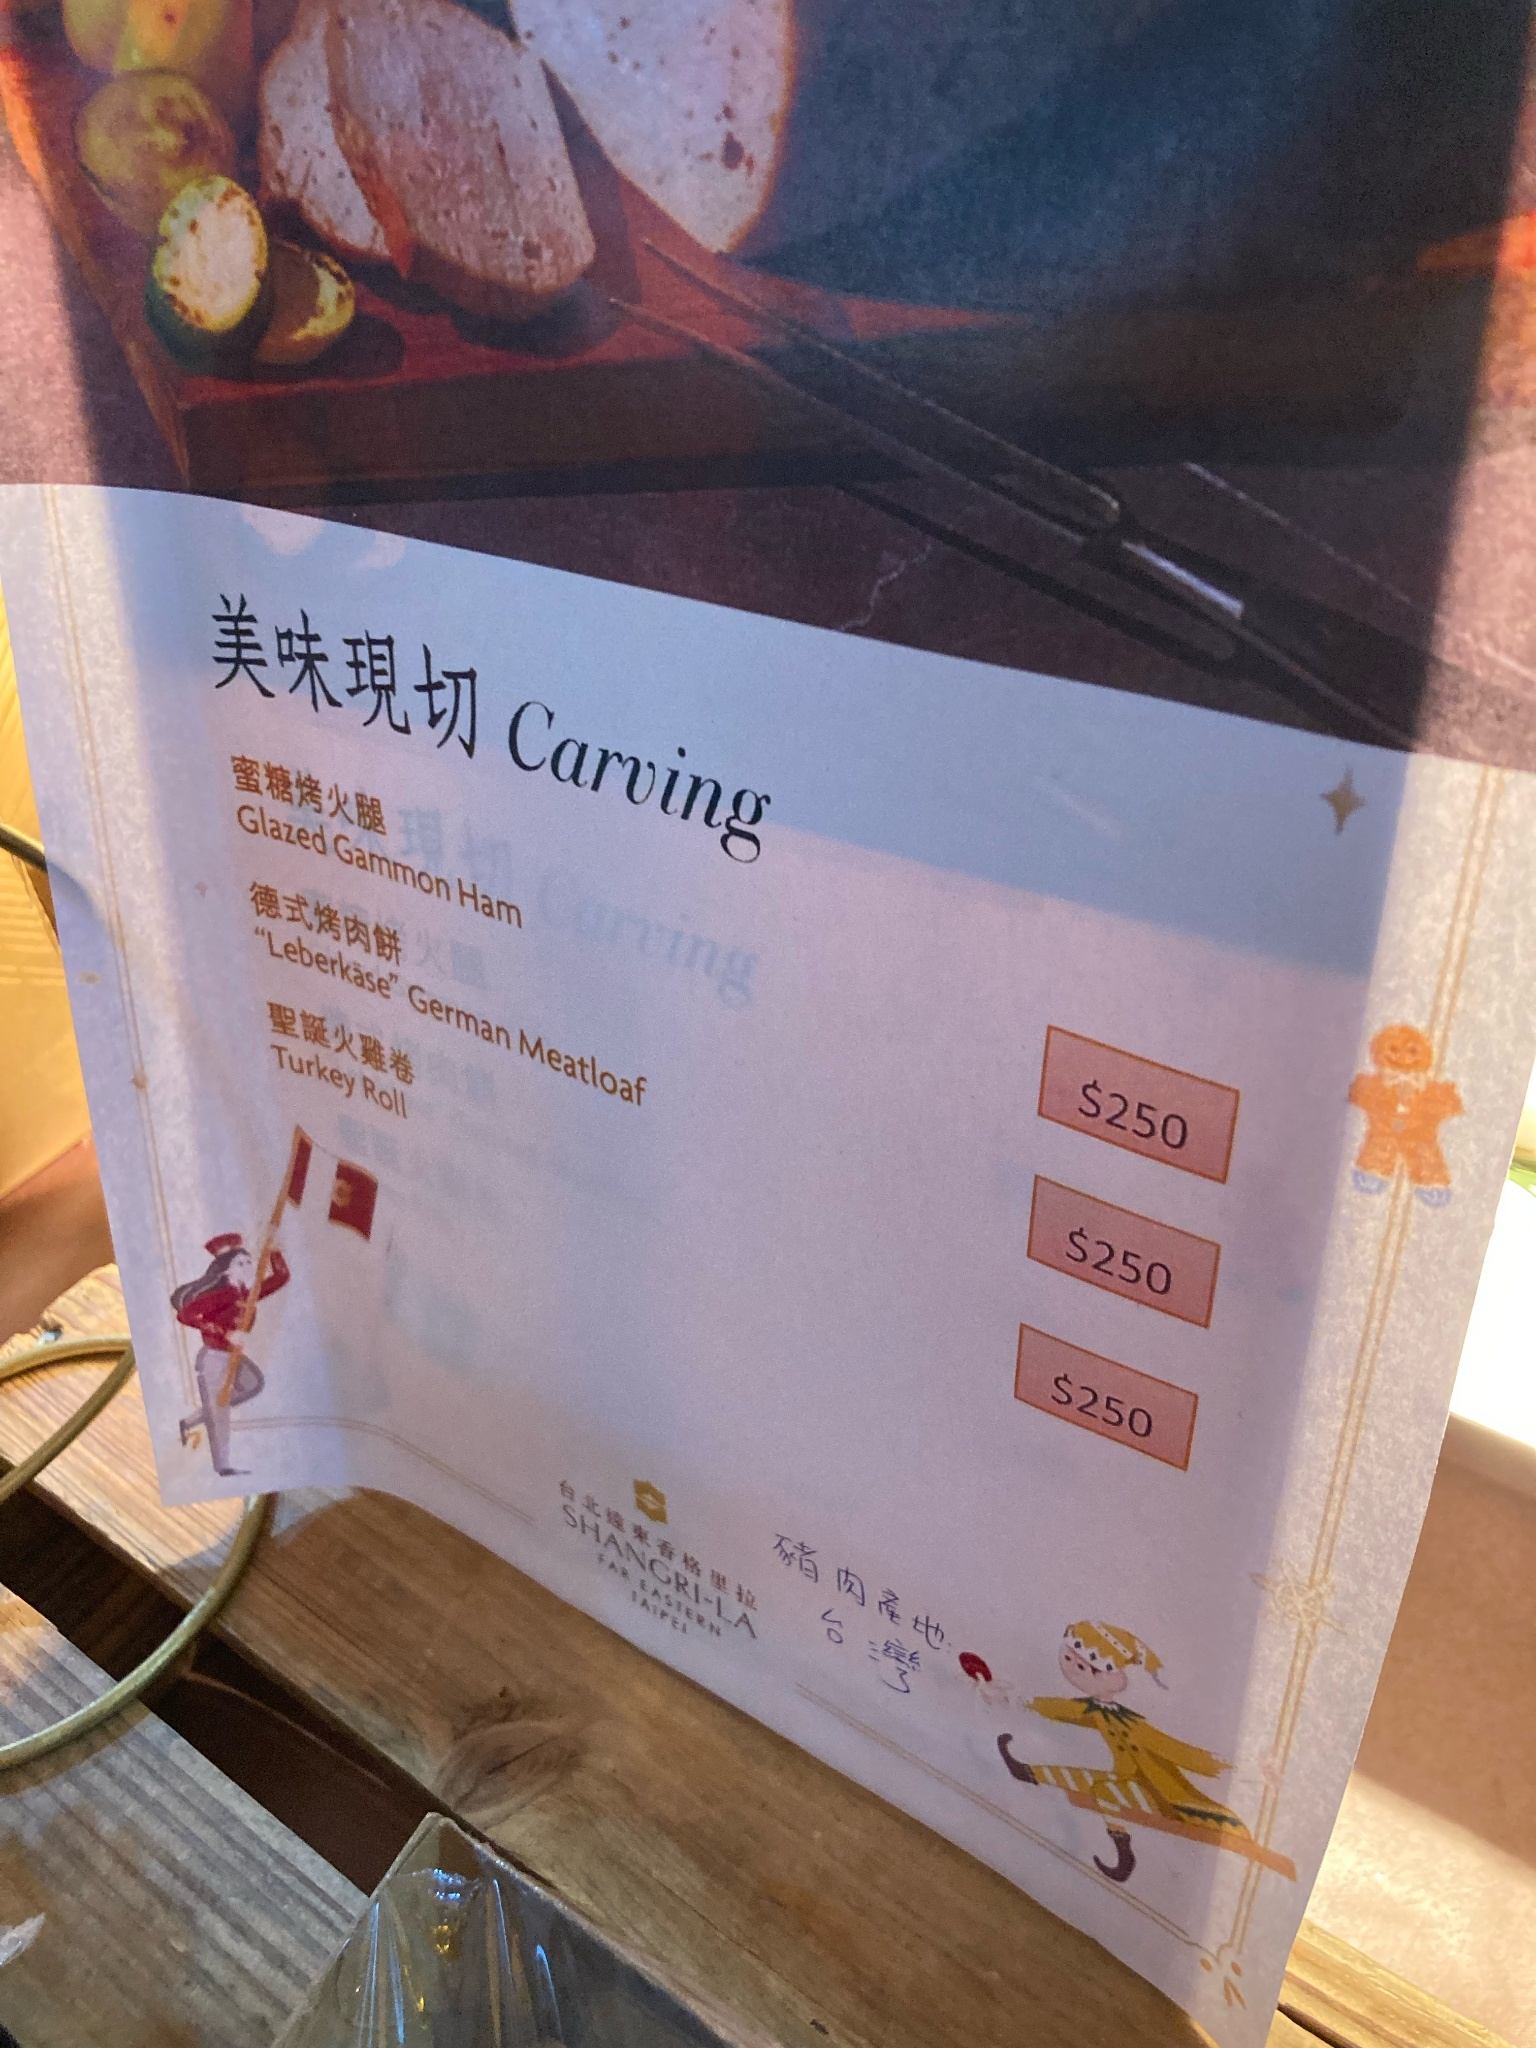 美味現切 Carving
蜜糖烤火腿
Glazed Gammon Ham
$250
德式烤肉餅
“Leberkäse” German Meatloaf
$250
聖誕火雞卷
Turkey Roll
$250
台北遠東香格里拉
SHANGRI-LA
FAR EASTERN
TAIPEI
豬肉產地:
台灣